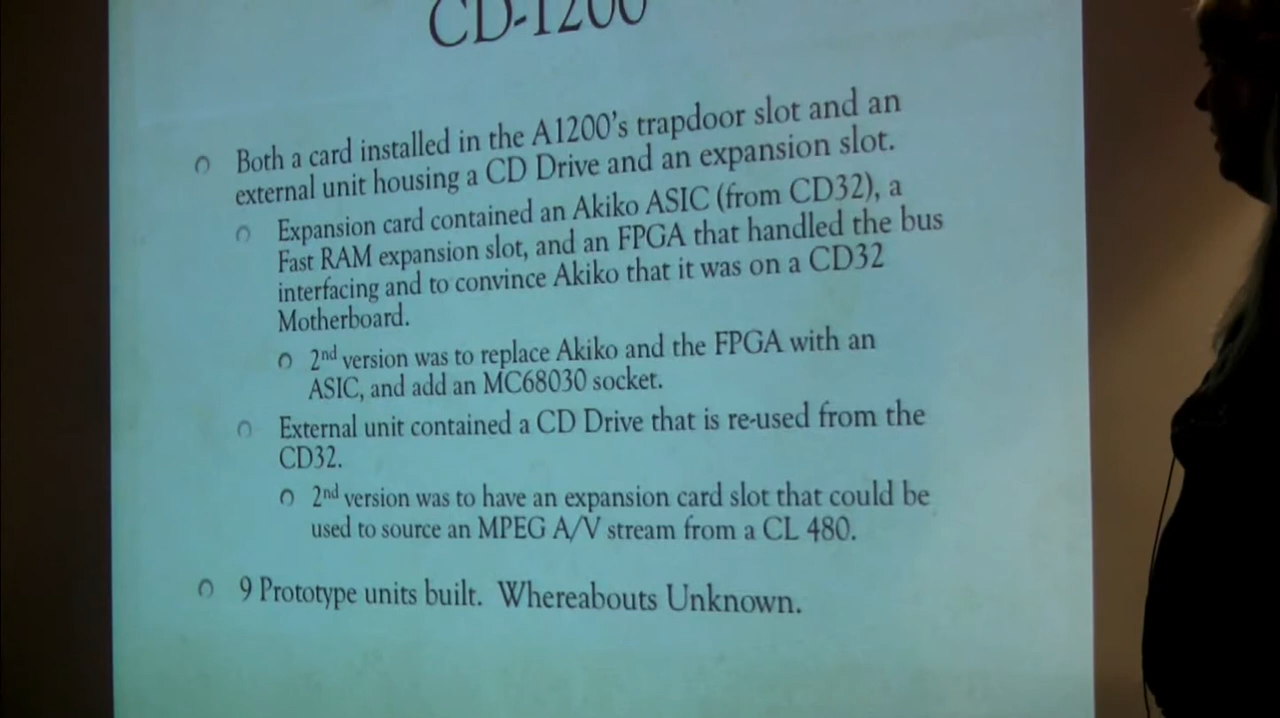 CD-1200
Both a card installed in the A1200's trapdoor slot and an
external unit housing a CD Drive and an expansion slot.
Expansion card contained an Akiko ASIC (from CD32), a
Fast RAM expansion slot, and an FPGA that handled the bus
interfacing and to convince Akiko that it was on a CD32
Motherboard.
2nd version was to replace Akiko and the FPGA with an
ASIC, and add an MC68030 socket.
External unit contained a CD Drive that is re-used from the
CD32.
2nd version was to have an expansion card slot that could be
used to source an MPEG A/V stream from a CL 480.
9 Prototype units built. Whereabouts Unknown.